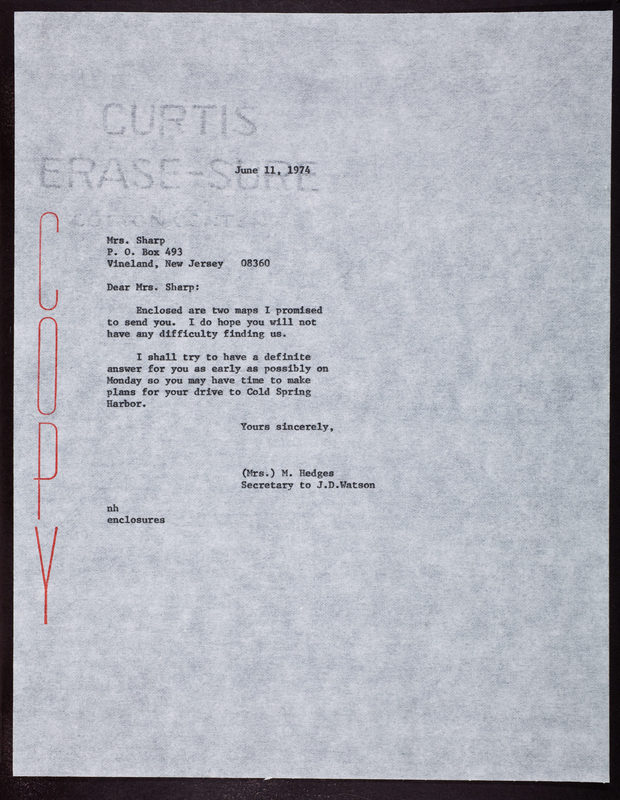 CURTIS
ERASE-SURE
COTTON CONTENT
June 11, 1974
COPY
Mrs. Sharp
P. O. Box 493
Vineland, New Jersey 08360
Dear Mrs. Sharp:
Enclosed are two maps I promised
to send you. I do hope you will not
have any difficulty finding us.
I shall try to have a definite
answer for you as early as possibly on
Monday so you may have time to make
plans for your drive to Cold Spring
Harbor.
Yours sincerely,
(Mrs.) M. Hedges
Secretary to J.D.Watson
nh
enclosures